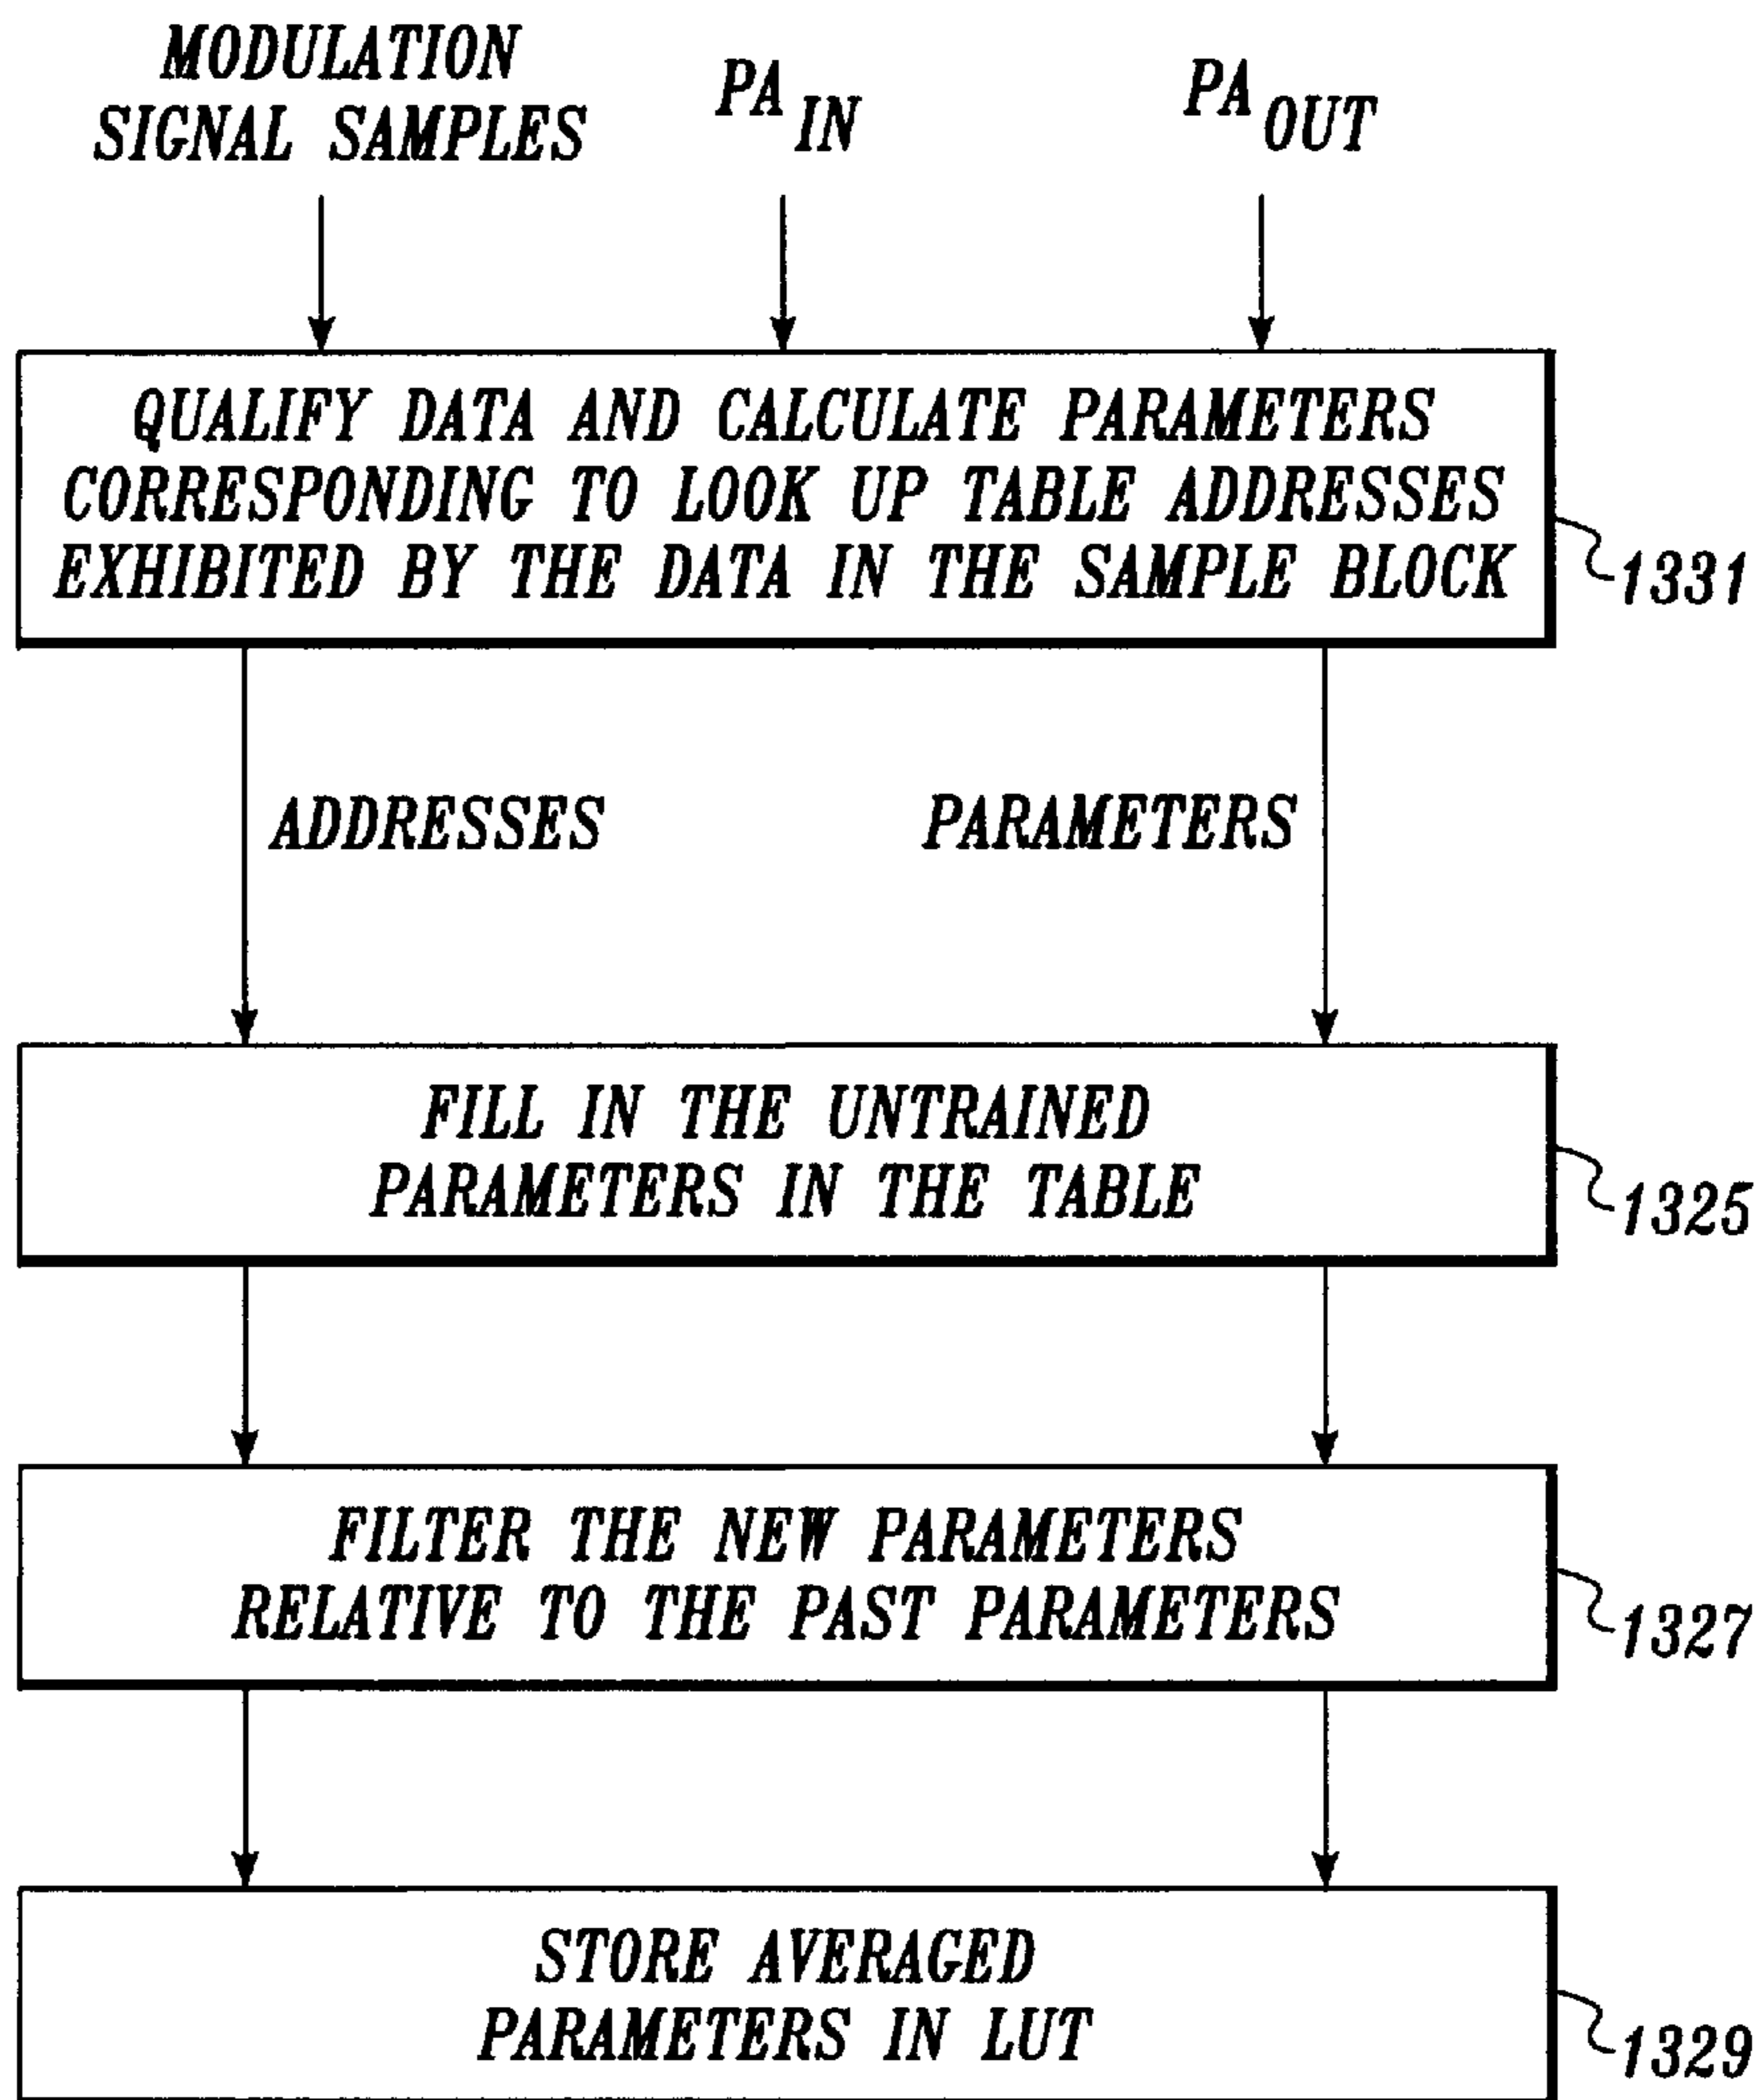 MODULATION
SIGNAL SAMPLES
PA IN
PA OUT
QUALIFY DATA AND CALCULATE PARAMETERS
CORRESPONDING TO LOOK UP TABLE ADDRESSES
EXHIBITED BY THE DATA IN THE SAMPLE BLOCK
1331
ADDRESSES
PARAMETERS
FILL IN THE UNTRAINED
PARAMETERS IN THE TABLE
1325
FILTER THE NEW PARAMETERS
RELATIVE TO THE PAST PARAMETERS
1327
STORE AVERAGED
PARAMETERS IN LUT
1329